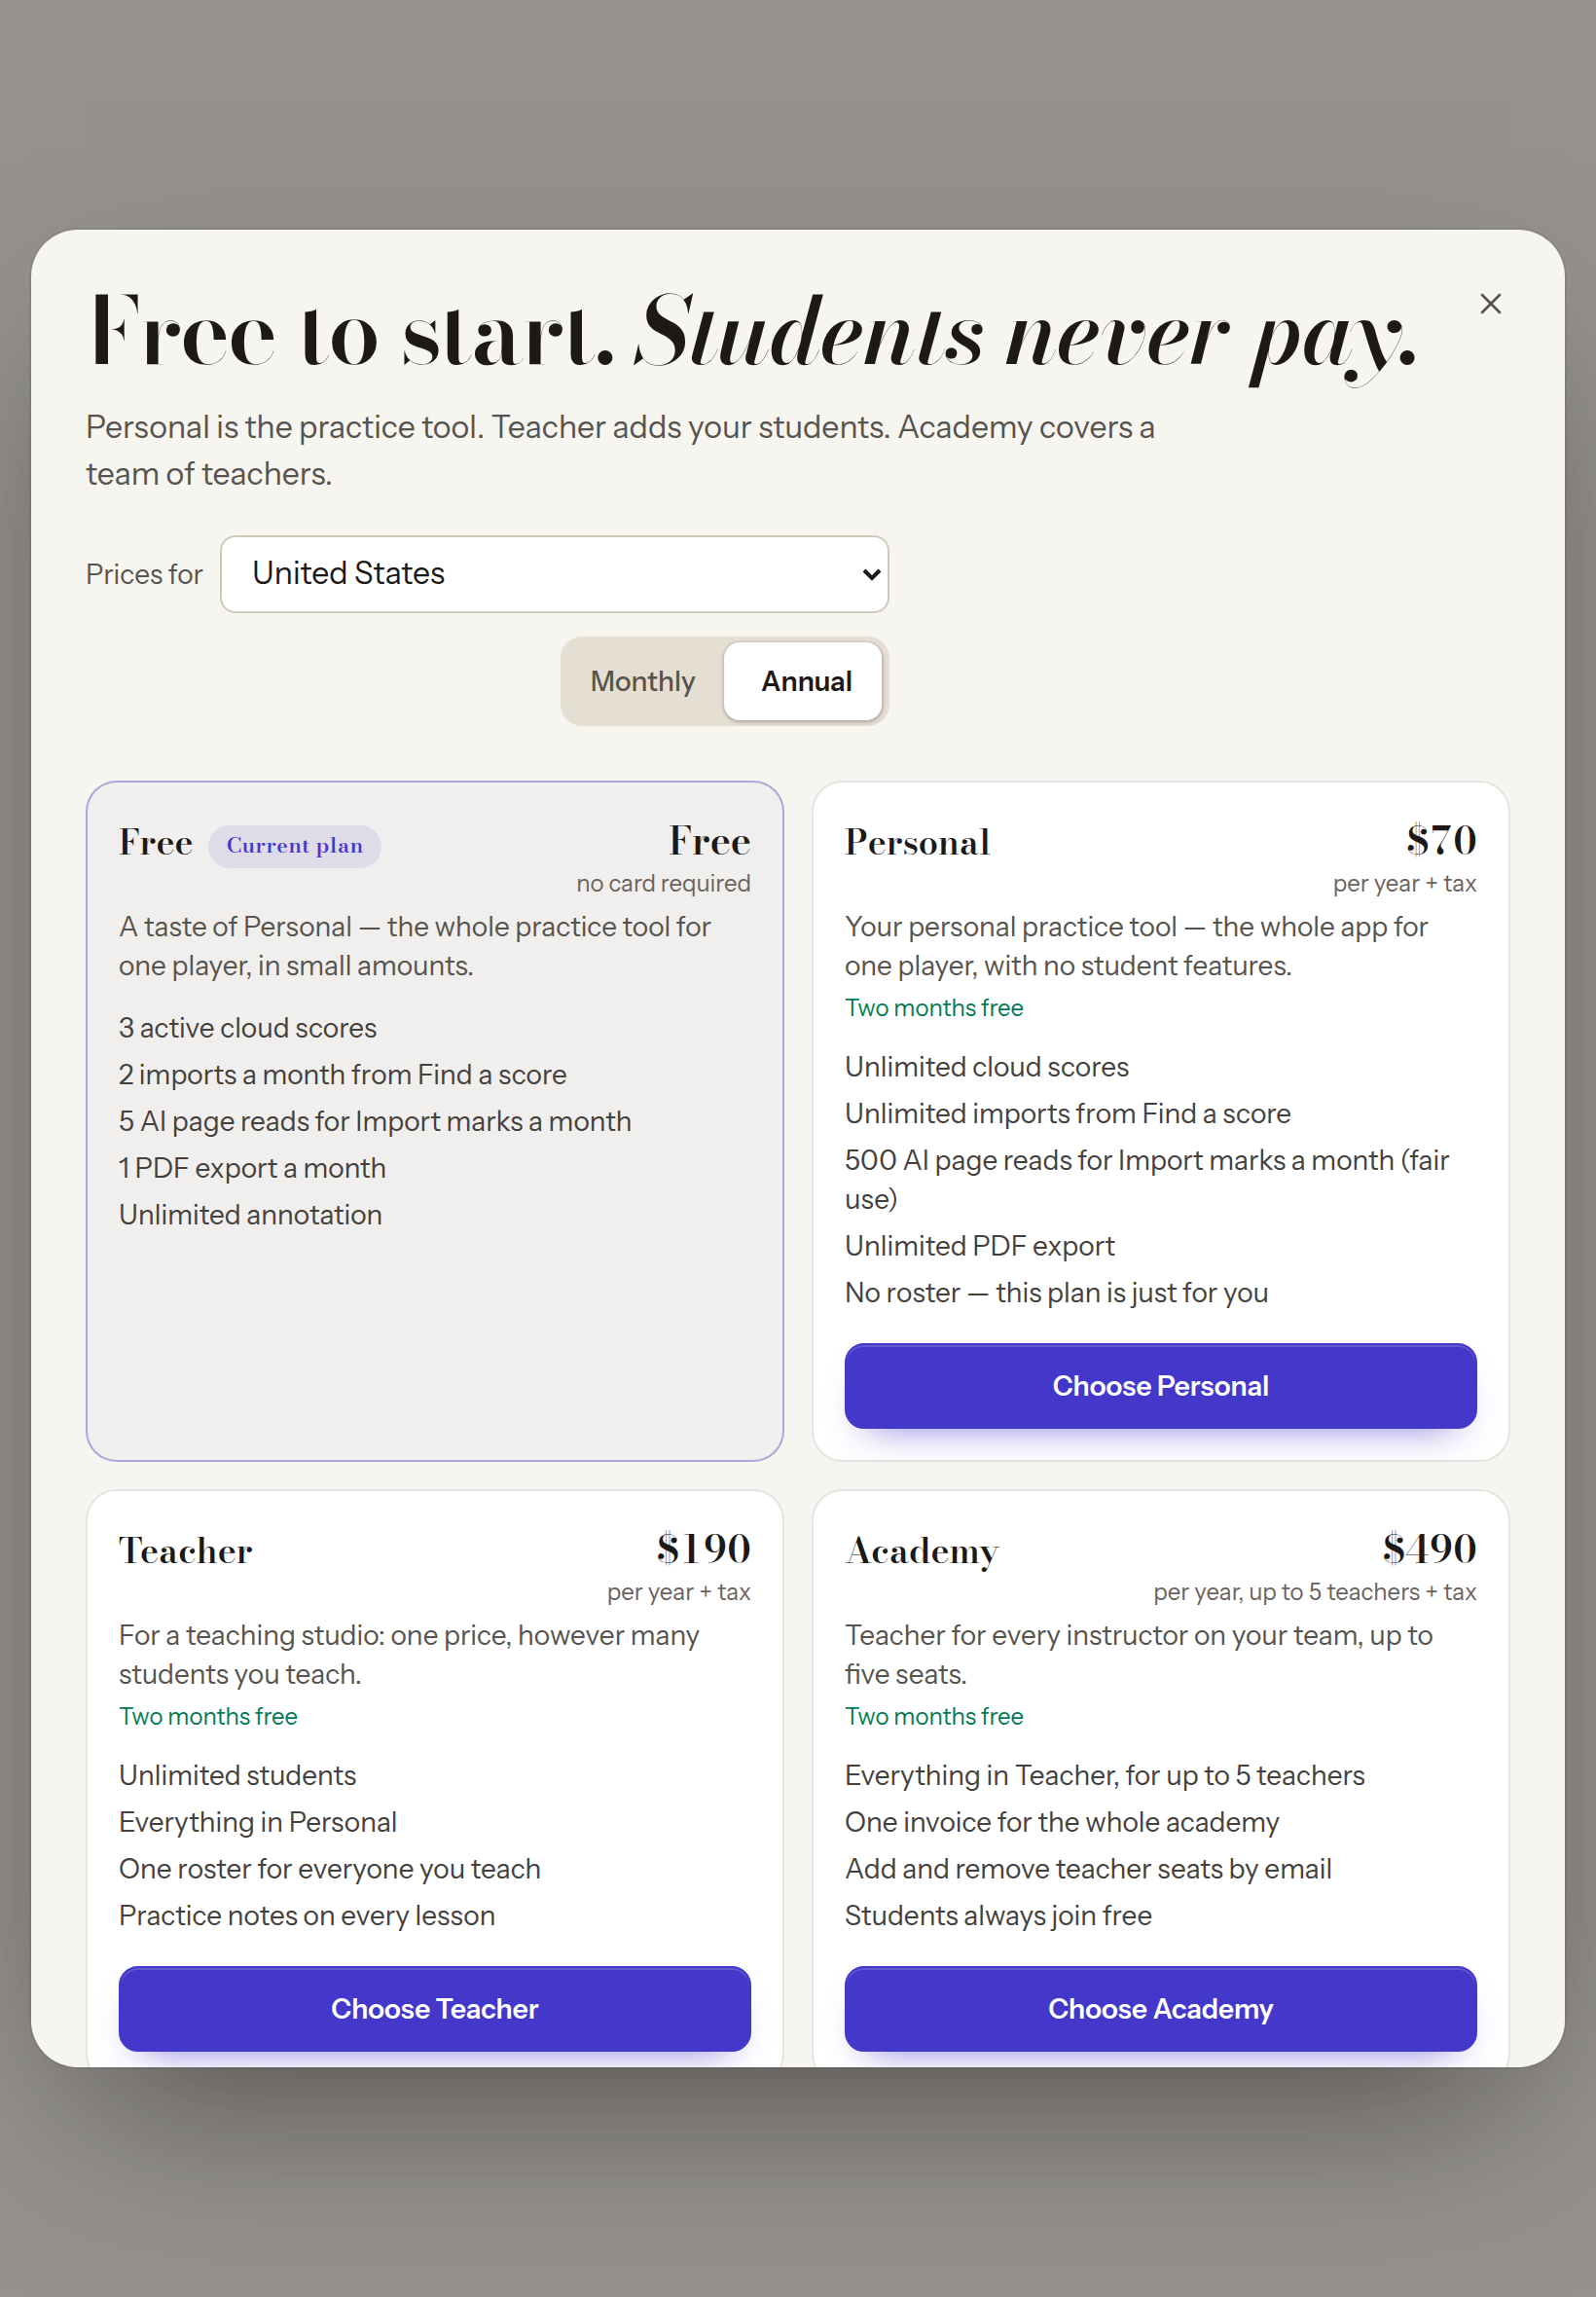 Free to start. Students never pay.
Personal is the practice tool. Teacher adds your students. Academy covers a
team of teachers.
Prices for
United States
Monthly
Annual
Free
Current plan
Free
no card required
A taste of Personal — the whole practice tool for
one player, in small amounts.
3 active cloud scores
2 imports a month from Find a score
5 AI page reads for Import marks a month
1 PDF export a month
Unlimited annotation
Personal
$70
per year + tax
Your personal practice tool — the whole app for
one player, with no student features.
Two months free
Unlimited cloud scores
Unlimited imports from Find a score
500 AI page reads for Import marks a month (fair
use)
Unlimited PDF export
No roster — this plan is just for you
Choose Personal
Teacher
$190
per year + tax
For a teaching studio: one price, however many
students you teach.
Two months free
Unlimited students
Everything in Personal
One roster for everyone you teach
Practice notes on every lesson
Choose Teacher
Academy
$490
per year, up to 5 teachers + tax
Teacher for every instructor on your team, up to
five seats.
Two months free
Everything in Teacher, for up to 5 teachers
One invoice for the whole academy
Add and remove teacher seats by email
Students always join free
Choose Academy